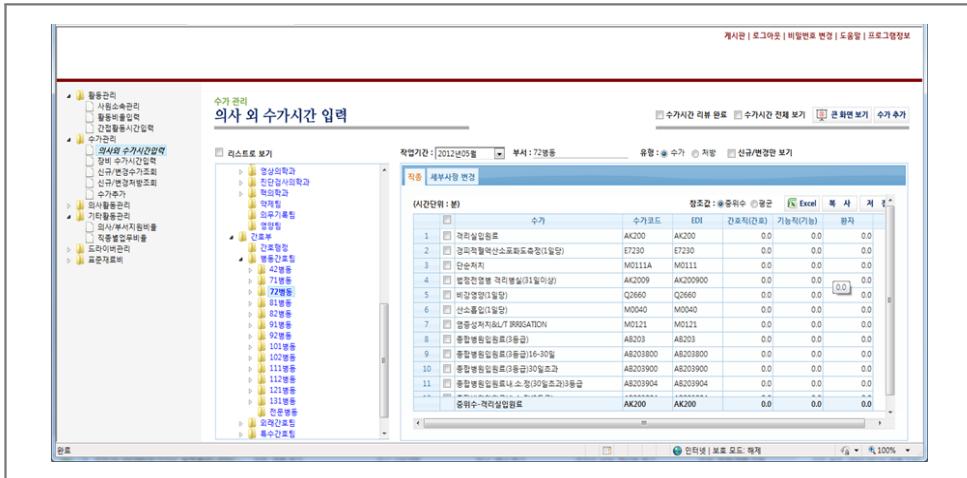 게시판 | 로그아웃 | 비밀번호 변경 | 도움말 | 프로그램정보
활동관리
사원소속관리
활동비율입력
간접활동시간입력
수가관리
의사외 수가시간입력
장비 수가시간입력
신규/변경수가조회
신규/변경처방조회
수가추가
의사활동관리
기타활동관리
의사/부서지원비율
직종별업무비율
드라이버관리
표준재료비
수가 관리
의사 외 수가시간 입력
수가시간 리뷰 완료 수가시간 전체 보기 큰 화면 보기 수가 추가
리스트로 보기
영상의학과
진단검사의학과
핵의학과
약제팀
의무기록팀
영양팀
간호부
간호행정
병동간호팀
42병동
71병동
72병동
81병동
82병동
91병동
92병동
101병동
102병동
111병동
112병동
121병동
131병동
전문병동
외래간호팀
특수간호팀
작업기간 : 2012년05월 부서 : 72병동 유형 : 수가 처방 신규/변경만 보기
직종 세부사항 변경
(시간단위 : 분) 참조값 : 중위수 평균 Excel 복 사 저
수가 수가코드 EDI 간호직(간호) 기능직(기능) 환자
1 격리실입원료 AK200 AK200 0.0 0.0 0.0
2 경피적혈액산소포화도측정(1일당) E7230 E7230 0.0 0.0 0.0
3 단순처치 M0111A M0111 0.0 0.0 0.0
4 법정전염병 격리병실(31일이상) AK2009 AK200900 0.0 0.0 0.0
0.0
5 비강영양(1일당) Q2660 Q2660 0.0 0.0 0.0
6 산소흡입(1일당) M0040 M0040 0.0 0.0 0.0
7 염증성처치&L/T IRRIGATION M0121 M0121 0.0 0.0 0.0
8 종합병원입원료(3등급) AB203 AB203 0.0 0.0 0.0
9 종합병원입원료(3등급)16-30일 AB203800 AB203800 0.0 0.0 0.0
10 종합병원입원료(3등급)30일초과 AB203900 AB203900 0.0 0.0 0.0
11 종합병원입원료내.소.정(30일초과)3등급 AB203904 AB203904 0.0 0.0 0.0
중위수-격리실입원료 AK200 AK200 0.0 0.0 0.0
완료 인터넷 | 보호 모드: 해제 100%